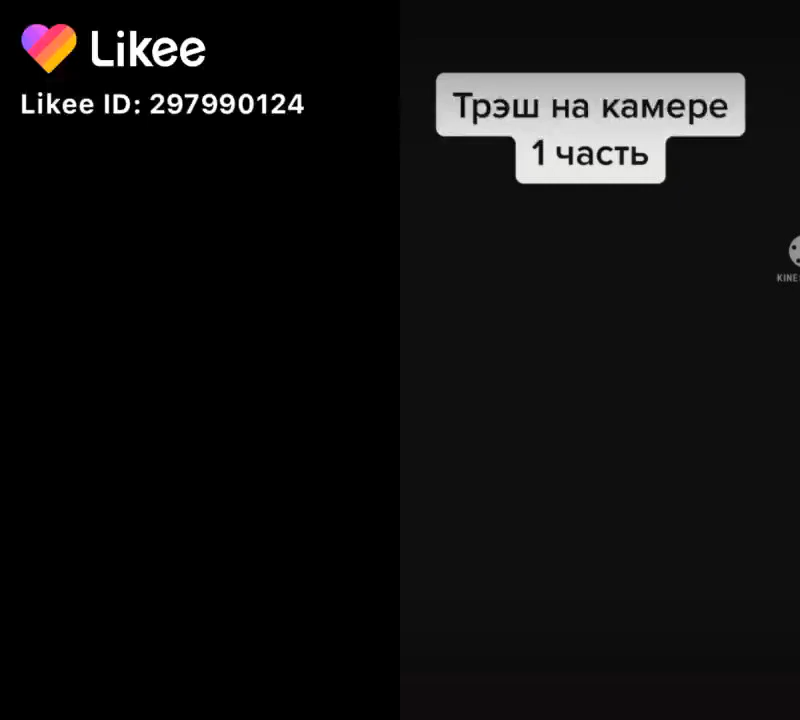 Likee
Likee ID: 297990124
Трэш на камере
1 часть